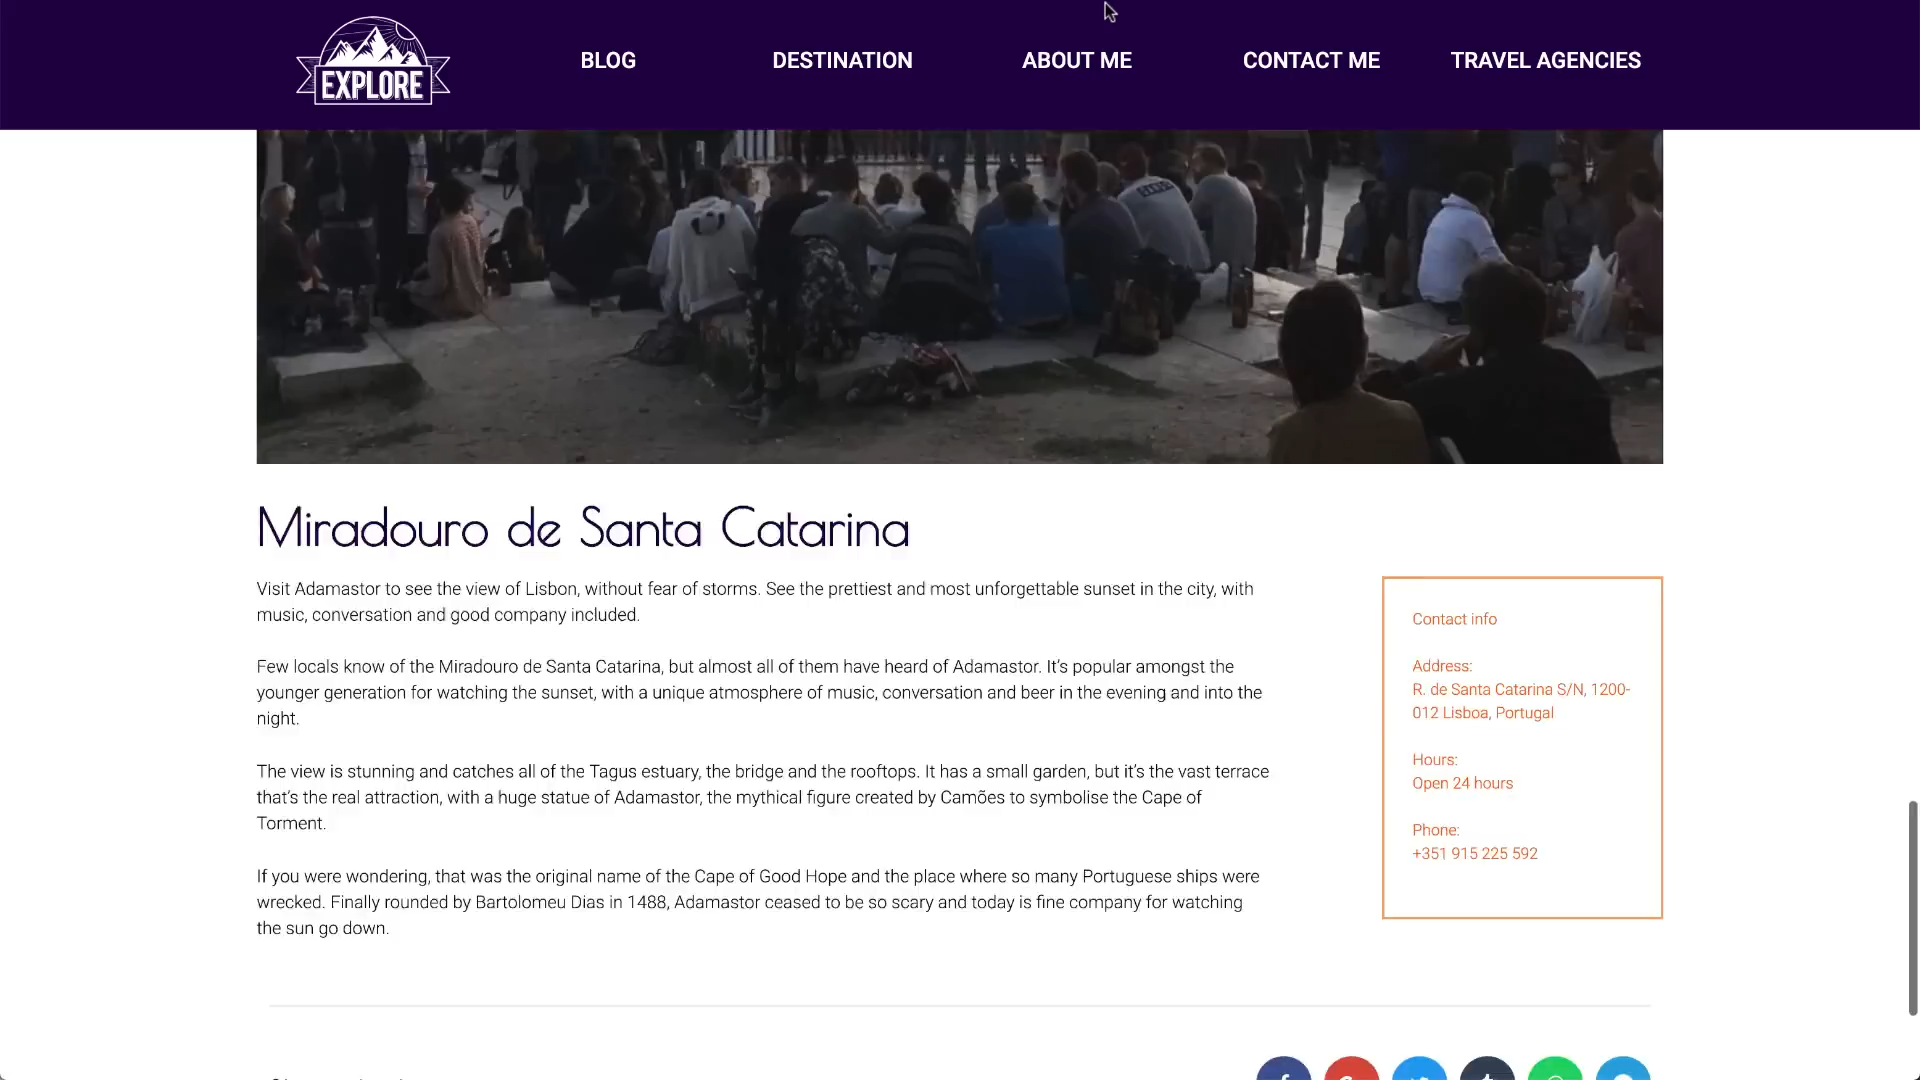 EXPLORE
BLOG
DESTINATION
ABOUT ME
CONTACT ME
TRAVEL AGENCIES
Miradouro de Santa Catarina
Visit Adamastor to see the view of Lisbon, without fear of storms. See the prettiest and most unforgettable sunset in the city, with
music, conversation and good company included.
Few locals know of the Miradouro de Santa Catarina, but almost all of them have heard of Adamastor. It’s popular amongst the
younger generation for watching the sunset, with a unique atmosphere of music, conversation and beer in the evening and into the
night.
The view is stunning and catches all of the Tagus estuary, the bridge and the rooftops. It has a small garden, but it’s the vast terrace
that’s the real attraction, with a huge statue of Adamastor, the mythical figure created by Camões to symbolise the Cape of
Torment.
If you were wondering, that was the original name of the Cape of Good Hope and the place where so many Portuguese ships were
wrecked. Finally rounded by Bartolomeu Dias in 1488, Adamastor ceased to be so scary and today is fine company for watching
the sun go down.
Contact info
Address:
R. de Santa Catarina S/N, 1200-
012 Lisboa, Portugal
Hours:
Open 24 hours
Phone:
+351 915 225 592